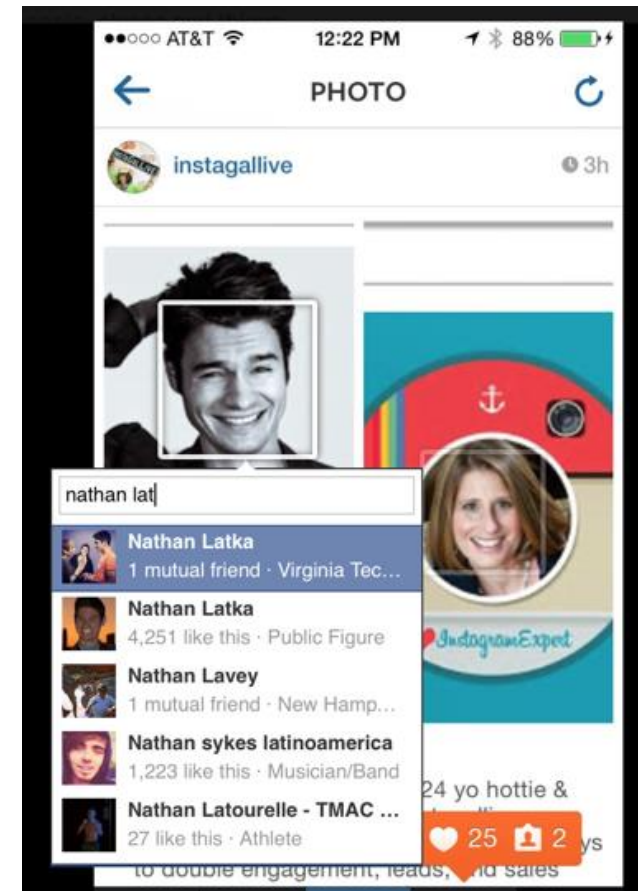 AT&T 12:22 PM 88%
PHOTO
instagallive 3h
nathan lat
Nathan Latka
1 mutual friend · Virginia Tec...
Nathan Latka
4,251 like this · Public Figure
Nathan Lavey
1 mutual friend · New Hamp...
Nathan sykes latinoamerica
1,223 like this · Musician/Band
Nathan Latourelle - TMAC ...
27 like this · Athlete
InstagramExpert
24 yo hottie &
25 2
ys
to double engagement, leads, and sales